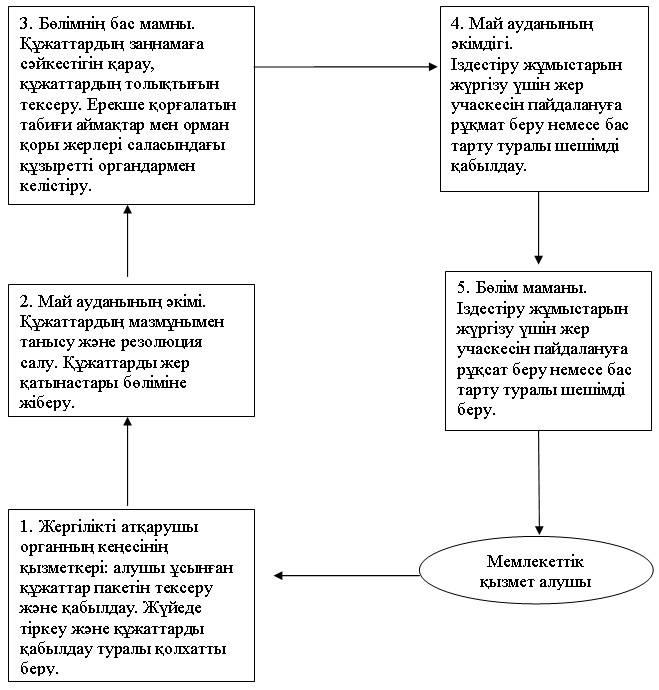 3. Бөлімнің бас мамны.
Құжаттардың заңнамаға
сәйкестігін қарау,
құжаттардың толықтығын
тексеру. Ерекше қорғалатын
табиғи аймақтар мен орман
қоры жерлері саласындағы
құзыретті органдармен
келістіру.
4. Май ауданының
әкімдігі.
Іздестіру жұмыстарын
жүргізу үшін жер
учаскесін пайдалануға
рұқмат беру немесе бас
тарту туралы шешімді
қабылдау.
2. Май ауданының әкімі.
Құжаттардың мазмұнымен
танысу және резолюция
салу. Құжаттарды жер
қатынастары бөліміне
жіберу.
5. Бөлім маманы.
Іздестіру жұмыстарын
жүргізу үшін жер
учаскесін пайдалануға
рұқсат беру немесе бас
тарту туралы шешімді
беру.
1. Жергілікті атқарушы
органның кеңесінің
қызметкері: алушы ұсынған
құжаттар пакетін тексеру
және қабылдау. Жүйеде
тіркеу және құжаттарды
қабылдау туралы қолхатты
беру.
Мемлекеттік
қызмет алушы